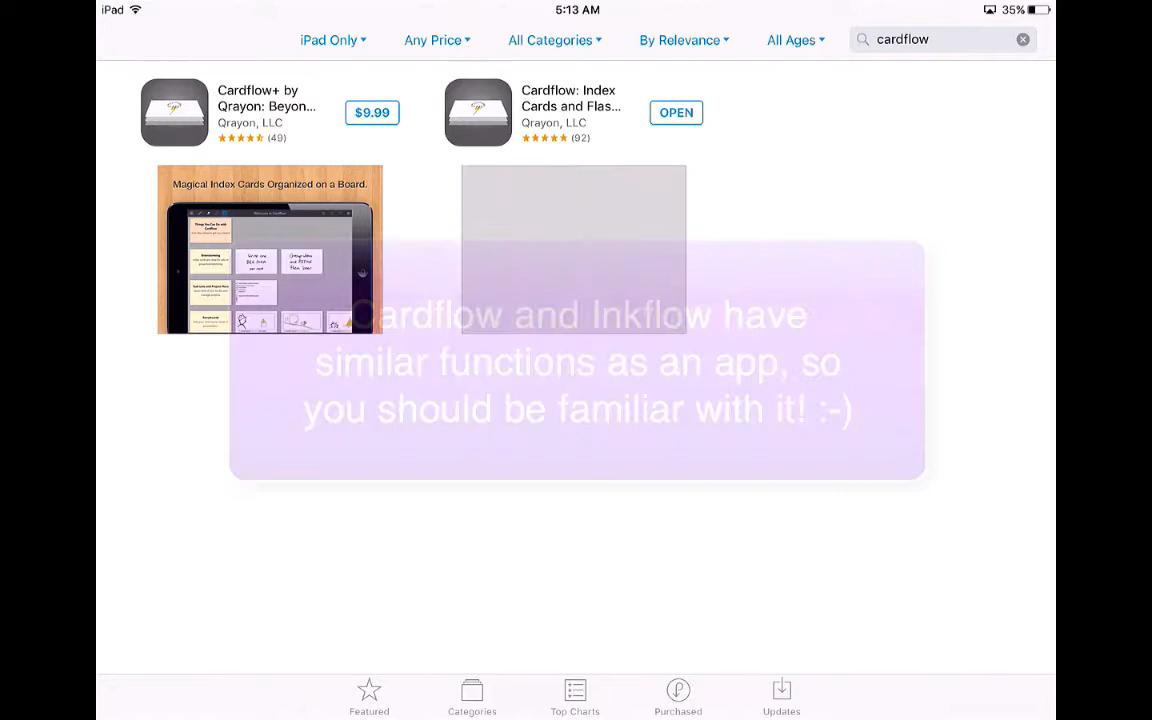 iPad 5:13 AM 35%
iPad Only Any Price All Categories By Relevance All Ages cardflow
Cardflow+ by
Qrayon: Beyon...
Qrayon, LLC
(49)
$9.99
Cardflow: Index
Cards and Flas...
Qrayon, LLC
(92)
OPEN
Magical Index Cards Organized on a Board.
Cardflow and Inkflow have
similar functions as an app, so
you should be familiar with it! :-)
Featured Categories Top Charts Purchased Updates